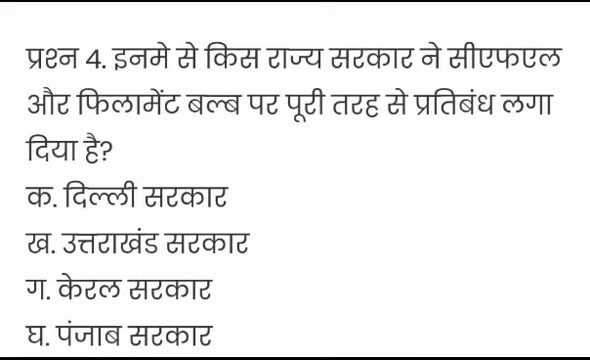 प्रश्न 4. इनमे से किस राज्य सरकार ने सीएफएल
और फिलामेंट बल्ब पर पूरी तरह से प्रतिबंध लगा
दिया है?
क. दिल्ली सरकार
ख. उत्तराखंड सरकार
ग. केरल सरकार
घ. पंजाब सरकार